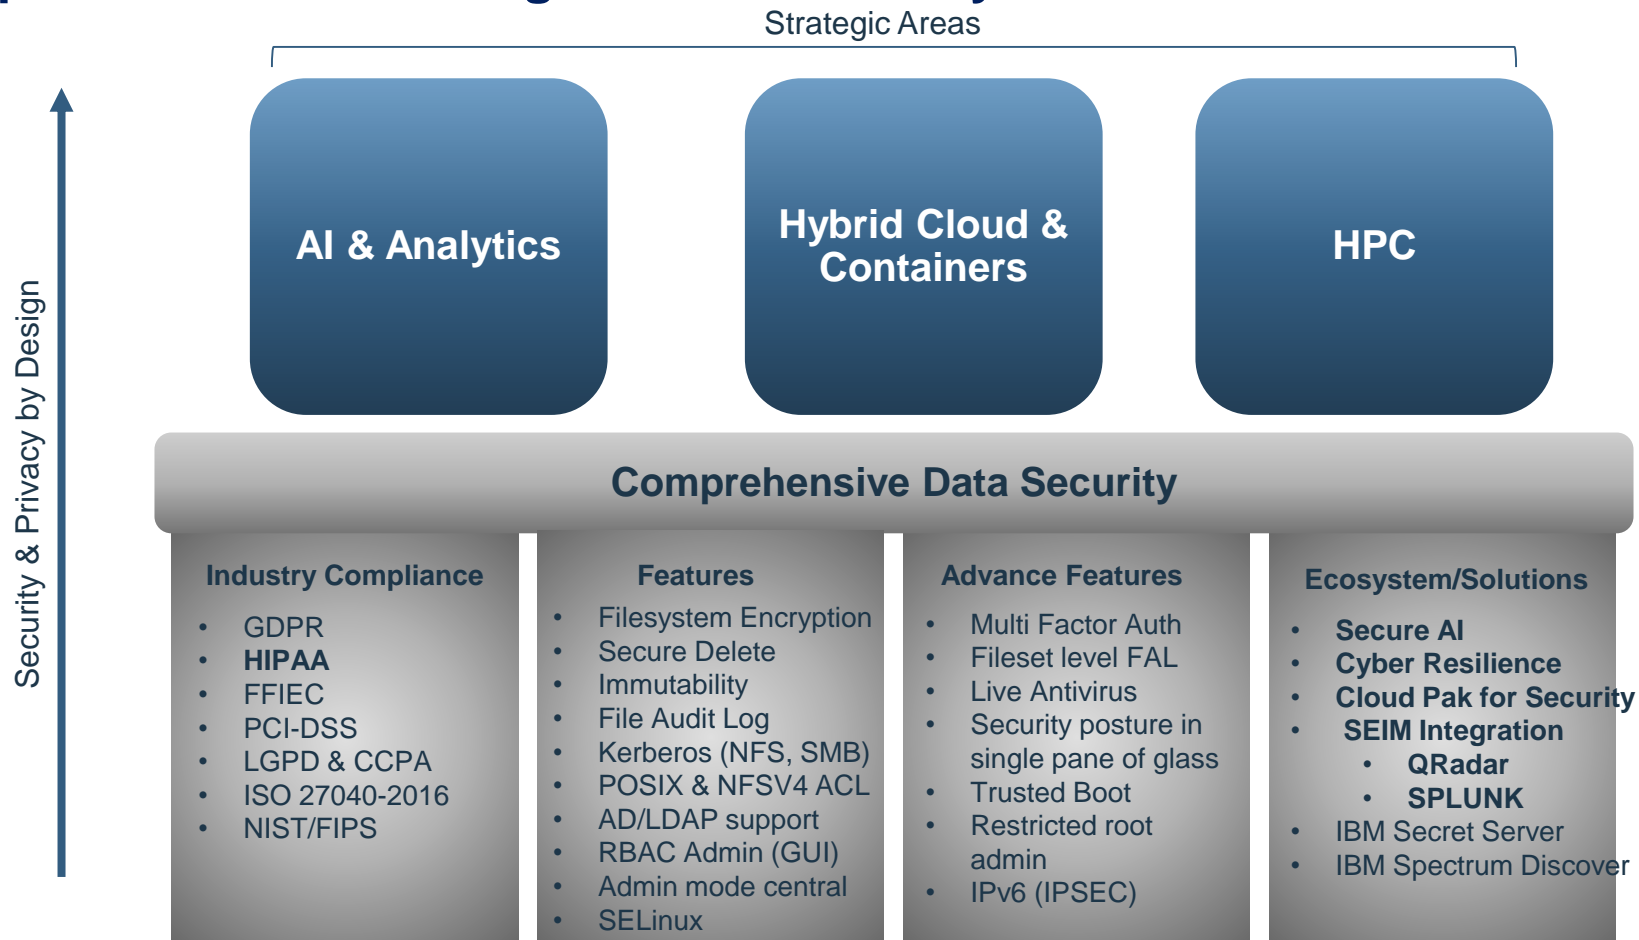 Strategic Areas
AI & Analytics
Hybrid Cloud &
Containers
HPC
Security & Privacy by Design
Comprehensive Data Security
Industry Compliance
• GDPR
• HIPAA
• FFIEC
• PCI-DSS
• LGPD & CCPA
• ISO 27040-2016
• NIST/FIPS
Features
• Filesystem Encryption
• Secure Delete
• Immutability
• File Audit Log
• Kerberos (NFS, SMB)
• POSIX & NFSV4 ACL
• AD/LDAP support
• RBAC Admin (GUI)
• Admin mode central
• SELinux
Advance Features
• Multi Factor Auth
• Fileset level FAL
• Live Antivirus
• Security posture in
single pane of glass
• Trusted Boot
• Restricted root
admin
• IPv6 (IPSEC)
Ecosystem/Solutions
• Secure AI
• Cyber Resilience
• Cloud Pak for Security
• SEIM Integration
• QRadar
• SPLUNK
• IBM Secret Server
• IBM Spectrum Discover